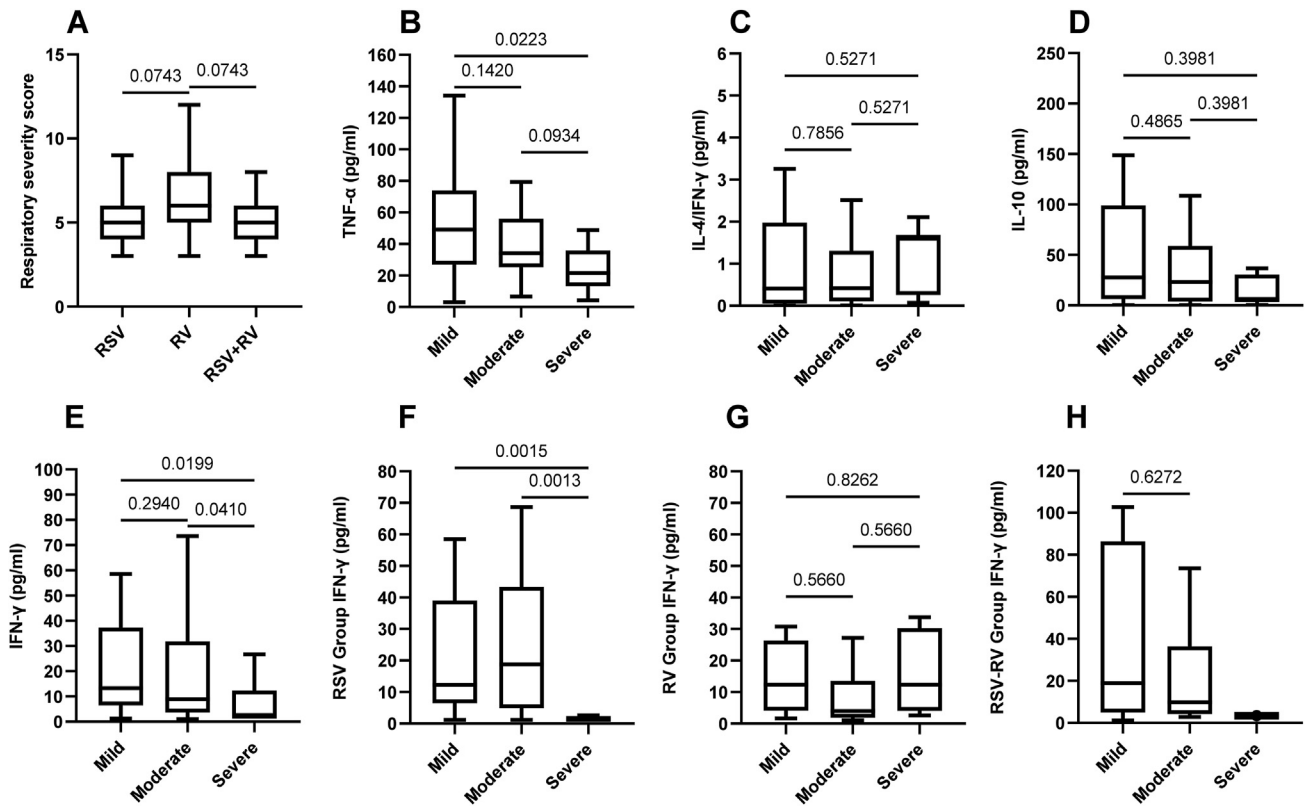 A
Respiratory severity score
15
10
5
0
0.0743
0.0743
RSV
RV
RSV+RV
B
TNF-α (pg/ml)
160
140
120
100
80
60
40
20
0
0.0223
0.1420
0.0934
Mild
Moderate
Severe
C
IL-4/IFN-γ (pg/ml)
6
5
4
3
2
1
0
0.5271
0.5271
0.7856
Mild
Moderate
Severe
D
IL-10 (pg/ml)
250
200
150
100
50
0
0.3981
0.3981
0.4865
Mild
Moderate
Severe
E
IFN-γ (pg/ml)
100
90
80
70
60
50
40
30
20
10
0
0.0199
0.2940
0.0410
Mild
Moderate
Severe
F
RSV Group IFN-γ (pg/ml)
80
70
60
50
40
30
20
10
0
0.0015
0.0013
Mild
Moderate
Severe
G
RV Group IFN-γ (pg/ml)
80
70
60
50
40
30
20
10
0
0.8262
0.5660
0.5660
Mild
Moderate
Severe
H
RSV-RV Group IFN-γ (pg/ml)
120
100
80
60
40
20
0
0.6272
Mild
Moderate
Severe